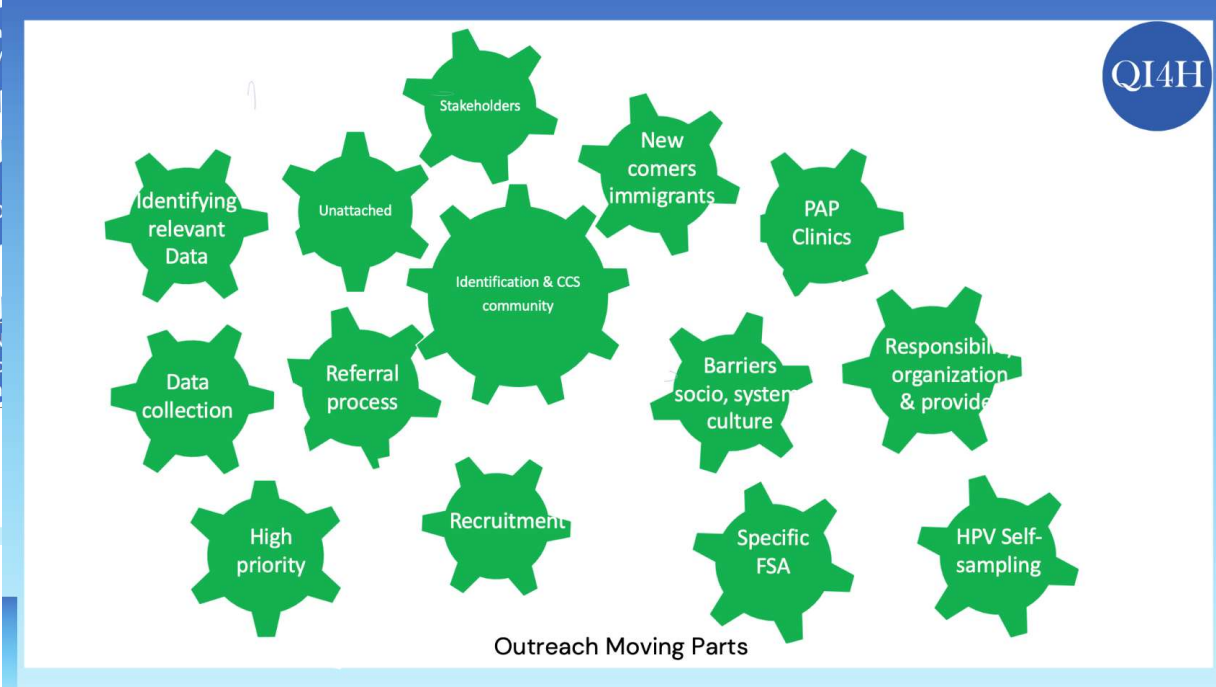 QI4H
Stakeholders
New
comers
immigrants
Identifying
relevant
Data
Unattached
PAP
Clinics
Identification & CCS
community
Data
collection
Referral
process
Barriers
socio, system
culture
organization
&
High
priority
Recruitment
Specific
FSA
HPV Self-
sampling
Outreach Moving Parts